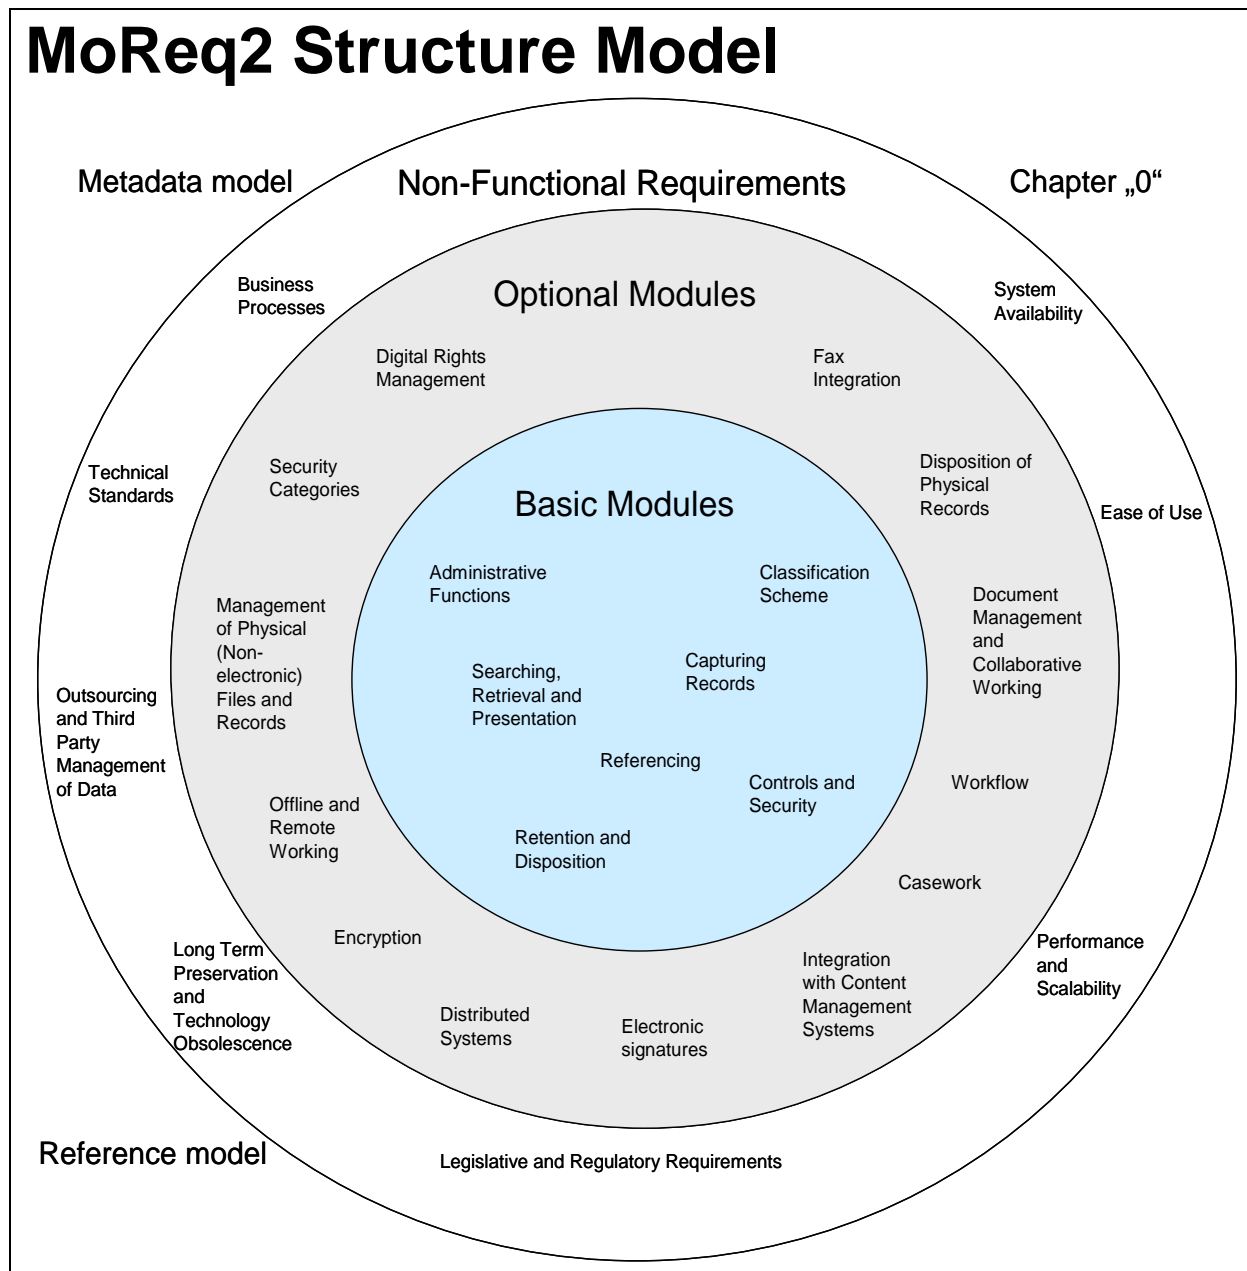 MoReq2 Structure Model
Metadata model
Non-Functional Requirements
Chapter „0“
Business
Processes
System
Availability
Optional Modules
Digital Rights
Management
Fax
Integration
Technical
Standards
Security
Categories
Disposition of
Physical
Records
Ease of Use
Basic Modules
Administrative
Functions
Classification
Scheme
Management
of Physical
(Non-
electronic)
Files and
Records
Document
Management
and
Collaborative
Working
Searching,
Retrieval and
Presentation
Capturing
Records
Outsourcing
and Third
Party
Management
of Data
Referencing
Controls and
Security
Workflow
Offline and
Remote
Working
Retention and
Disposition
Casework
Encryption
Long Term
Preservation
and
Technology
Obsolescence
Integration
with Content
Management
Systems
Performance
and
Scalability
Distributed
Systems
Electronic
signatures
Reference model
Legislative and Regulatory Requirements